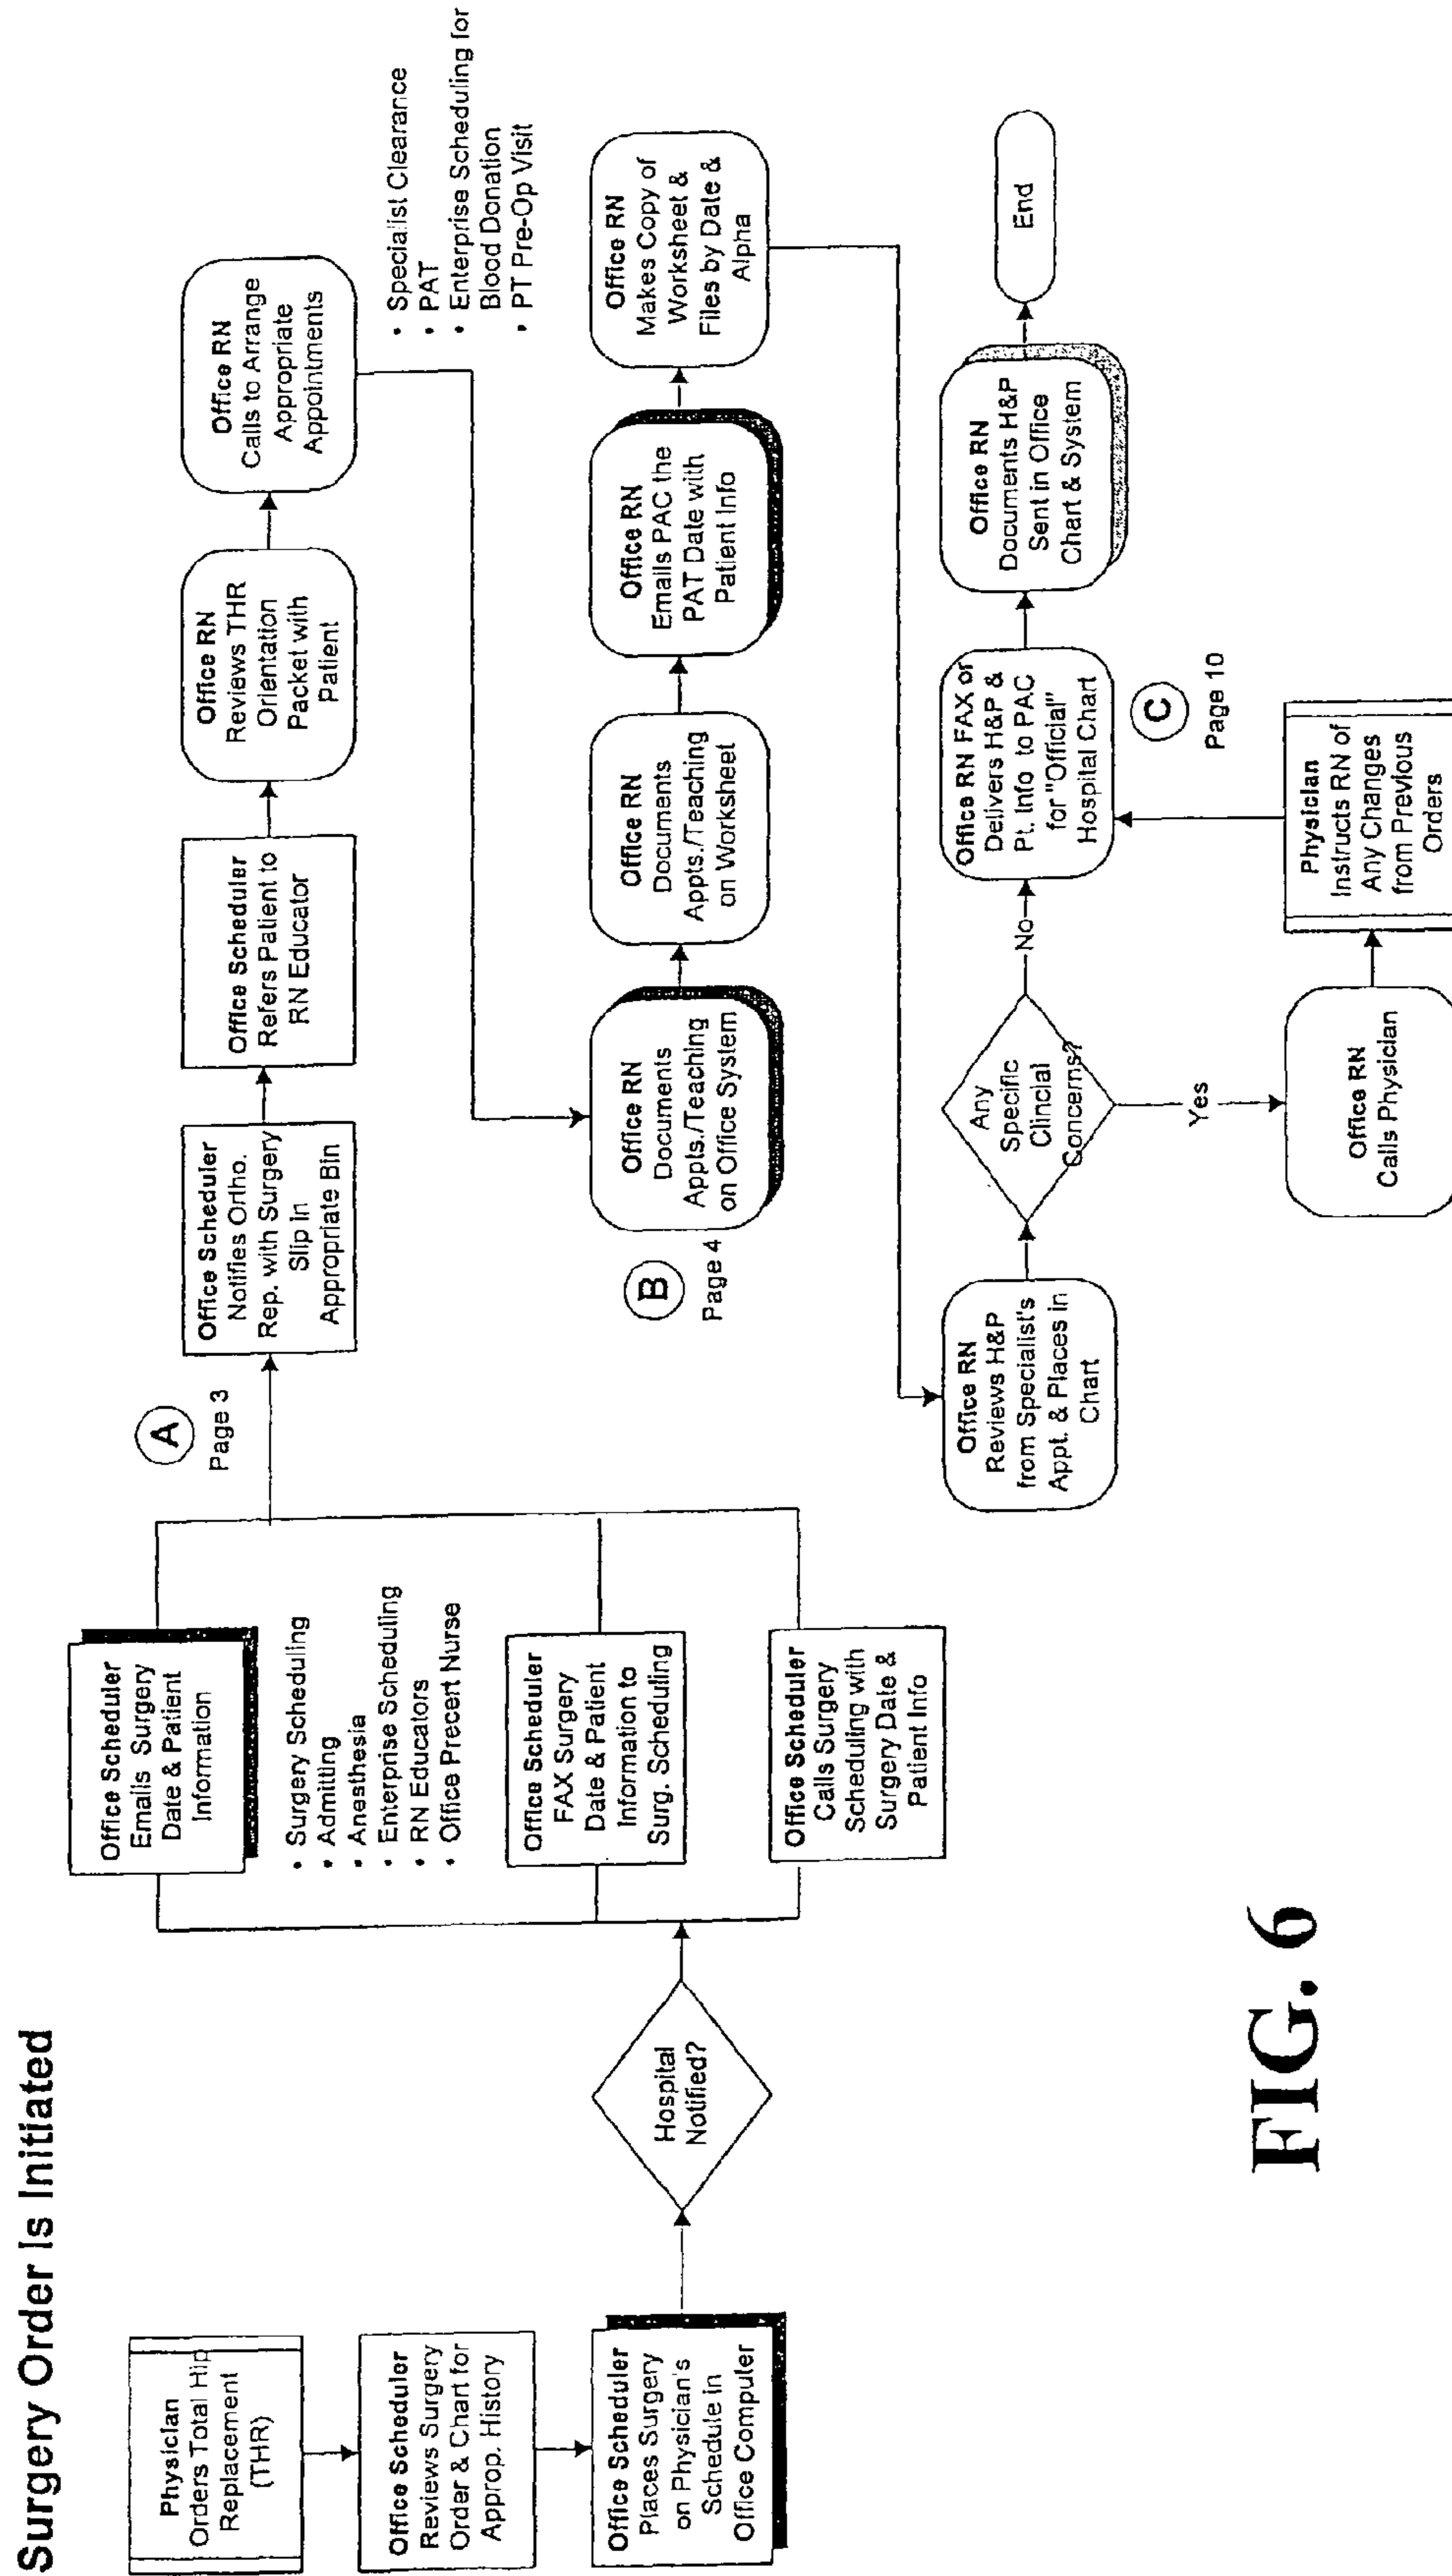 Surgery Order Is Initiated
Physician
Orders Total Hip
Replacement
(THR)
Office Scheduler
Reviews Surgery
Order & Chart for
Approp. History
Office Scheduler
Places Surgery
on Physician's
Schedule in
Office Computer
Hospital
Notified?
Office Scheduler
Emails Surgery
Date & Patient
Information
• Surgery Scheduling
• Admitting
• Anesthesia
• Enterprise Scheduling
• RN Educators
• Office Precert Nurse
Office Scheduler
FAX Surgery
Date & Patient
Information to
Surg. Scheduling
Office Scheduler
Calls Surgery
Scheduling with
Surgery Date &
Patient Info
A
Page 3
Office Scheduler
Notifies Ortho.
Rep. with Surgery
Slip In
Appropriate Bin
Office Scheduler
Refers Patient to
RN Educator
Office RN
Reviews THR
Orientation
Packet with
Patient
Office RN
Calls to Arrange
Appropriate
Appointments
• Specialist Clearance
• PAT
• Enterprise Scheduling for
Blood Donation
• PT Pre-Op Visit
B
Page 4
Office RN
Documents
Appts./Teaching
on Office System
Office RN
Documents
Appts./Teaching
on Worksheet
Office RN
Emails PAC the
PAT Date with
Patient Info
Office RN
Makes Copy of
Worksheet &
Files by Date &
Alpha
Office RN
Reviews H&P
from Specialist's
Appt. & Places in
Chart
Any
Specific
Clincial
Concerns?
No
Yes
Office RN
Calls Physician
Physician
Instructs RN of
Any Changes
from Previous
Orders
Office RN FAX or
Delivers H&P &
Pt. Info to PAC
for "Official"
Hospital Chart
C
Page 10
Office RN
Documents H&P
Sent in Office
Chart & System
End
FIG. 6